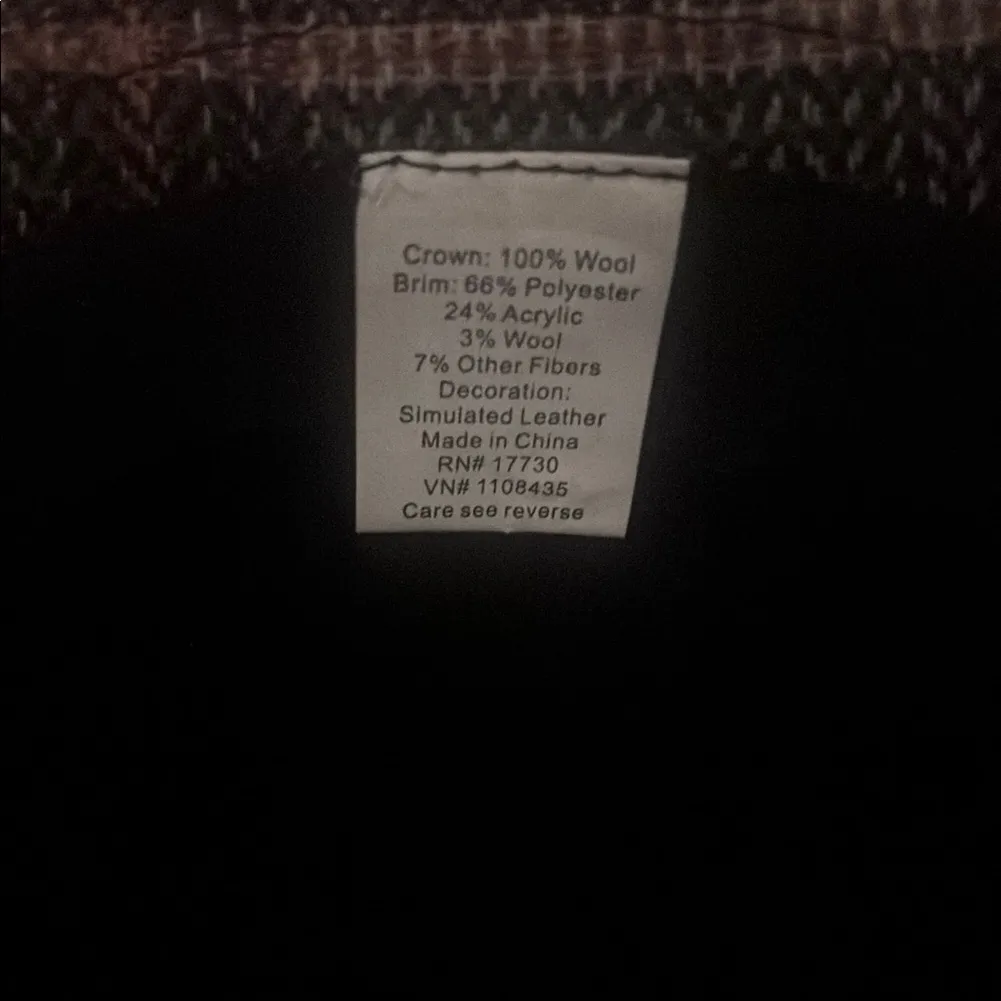 Crown: 100% Wool
Brim: 66% Polyester
24% Acrylic
3% Wool
7% Other Fibers
Decoration:
Simulated Leather
Made in China
RN# 17730
VN# 1108435
Care see reverse